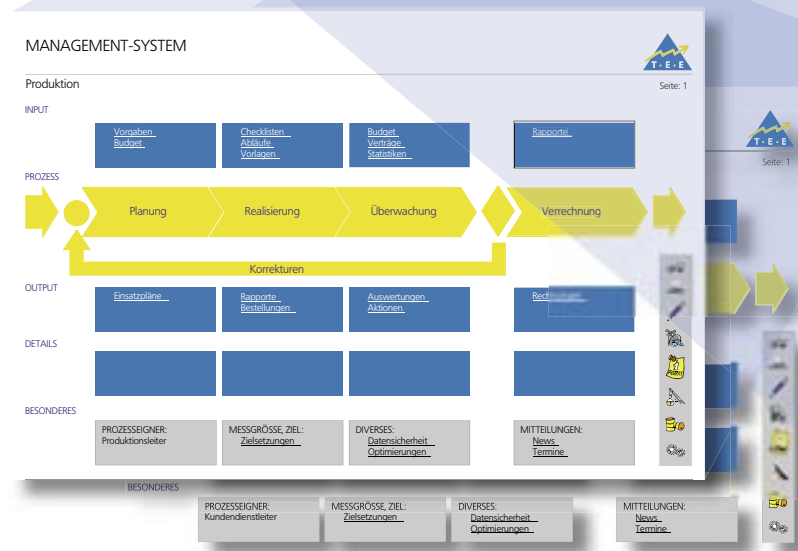 MANAGEMENT-SYSTEM
T·E·E
Produktion
Seite: 1
INPUT
Vorgaben
Budget
Checklisten
Abläufe
Vorlagen
Budget
Verträge
Statistiken
Rapporte
T·E·E
Seite: 1
PROZESS
Planung
Realisierung
Überwachung
Verrechnung
Korrekturen
OUTPUT
Einsatzpläne
Rapporte
Bestellungen
Auswertungen
Aktionen
DETAILS
BESONDERES
PROZESSEIGNER:
Produktionsleiter
MESSGRÖSSE, ZIEL:
Zielsetzungen
DIVERSES:
Datensicherheit
Optimierungen
MITTEILUNGEN:
News
Termine
BESONDERES
PROZESSEIGNER:
Kundendienstleiter
MESSGRÖSSE, ZIEL:
Zielsetzungen
DIVERSES:
Datensicherheit
Optimierungen
MITTEILUNGEN:
News
Termine